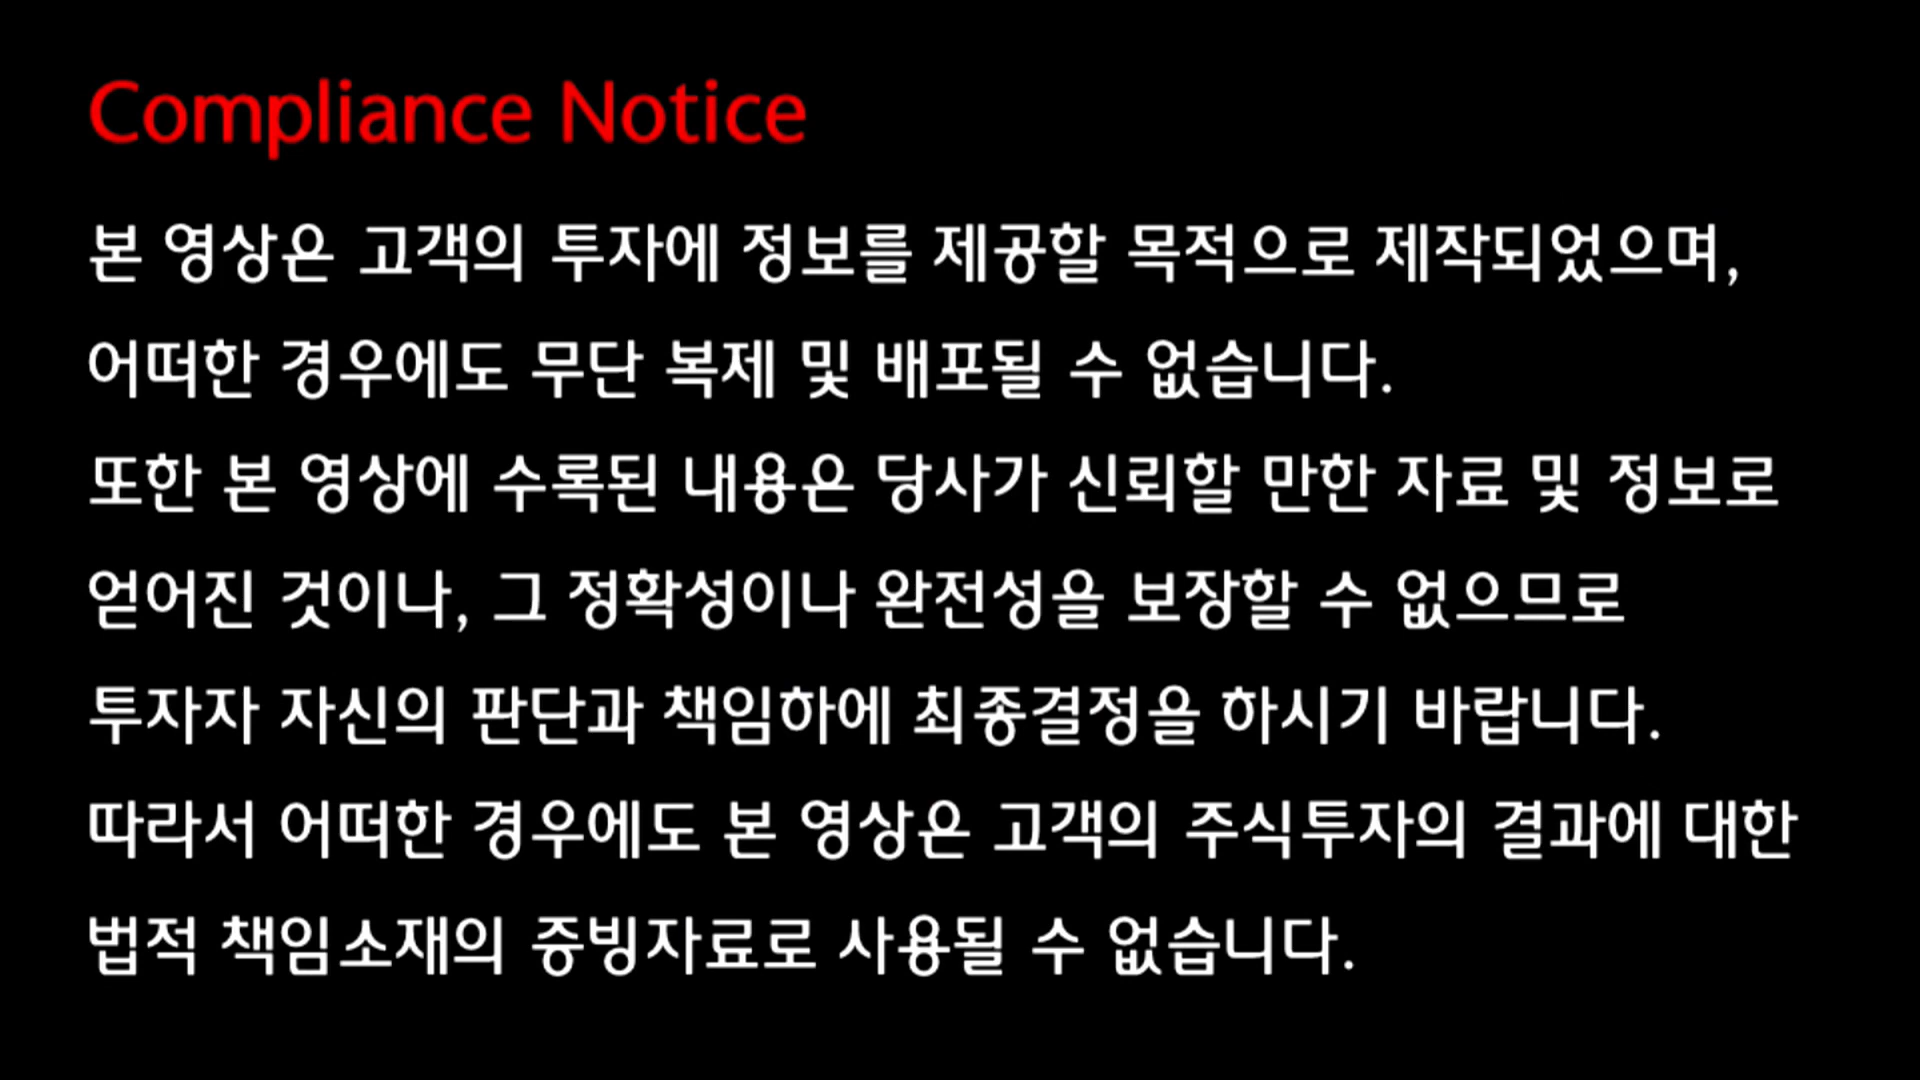 Compliance Notice
본 영상은 고객의 투자에 정보를 제공할 목적으로 제작되었으며,
어떠한 경우에도 무단 복제 및 배포될 수 없습니다.
또한 본 영상에 수록된 내용은 당사가 신뢰할 만한 자료 및 정보로
얻어진 것이나, 그 정확성이나 완전성을 보장할 수 없으므로
투자자 자신의 판단과 책임하에 최종결정을 하시기 바랍니다.
따라서 어떠한 경우에도 본 영상은 고객의 주식투자의 결과에 대한
법적 책임소재의 증빙자료로 사용될 수 없습니다.